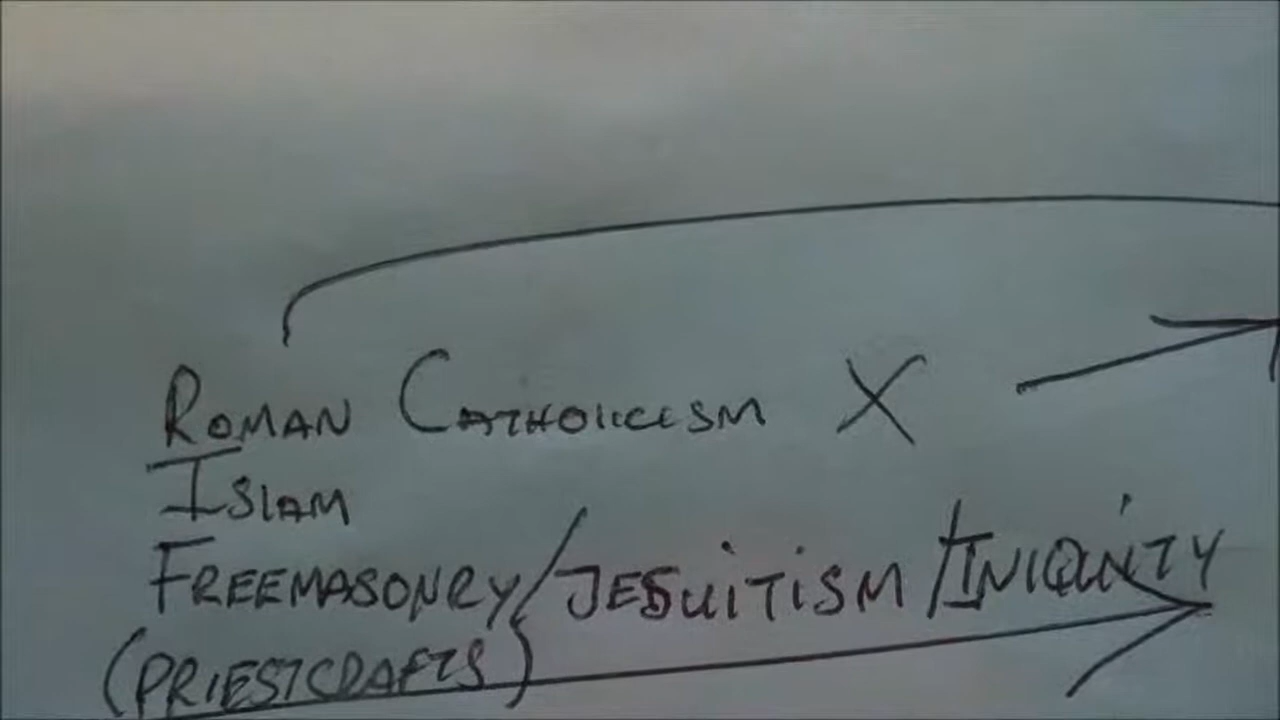 ROMAN CATHOLICISM X
ISLAM
FREEMASONRY/JESUITISM/INIQUITY
(PRIESTCRAFTS)